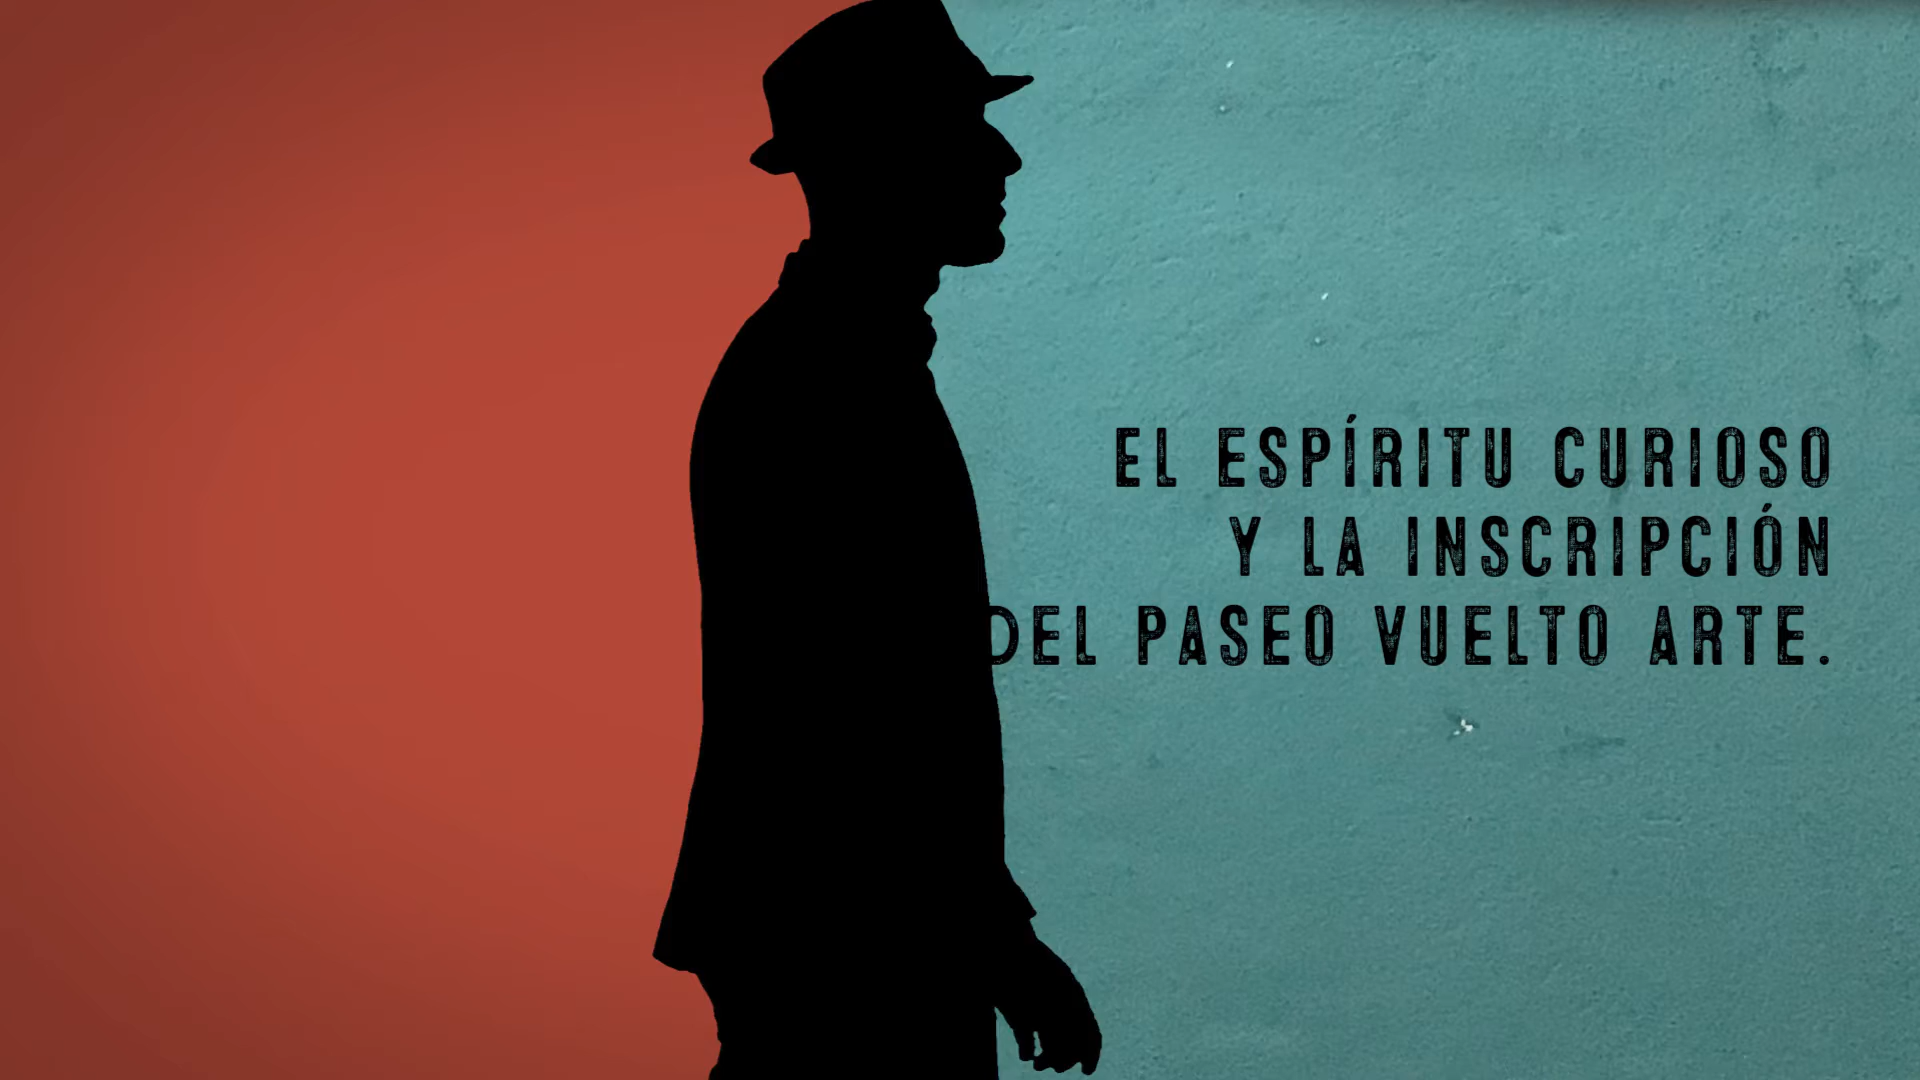 EL ESPÍRITU CURIOSO
Y LA INSCRIPCIÓN
DEL PASEO VUELTO ARTE.